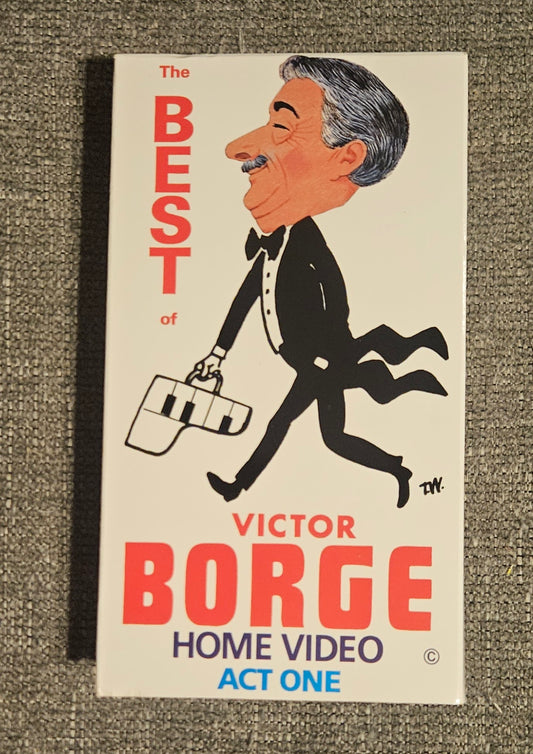 The
BEST
of
T.W.
VICTOR
BORGE
HOME VIDEO
©
ACT ONE